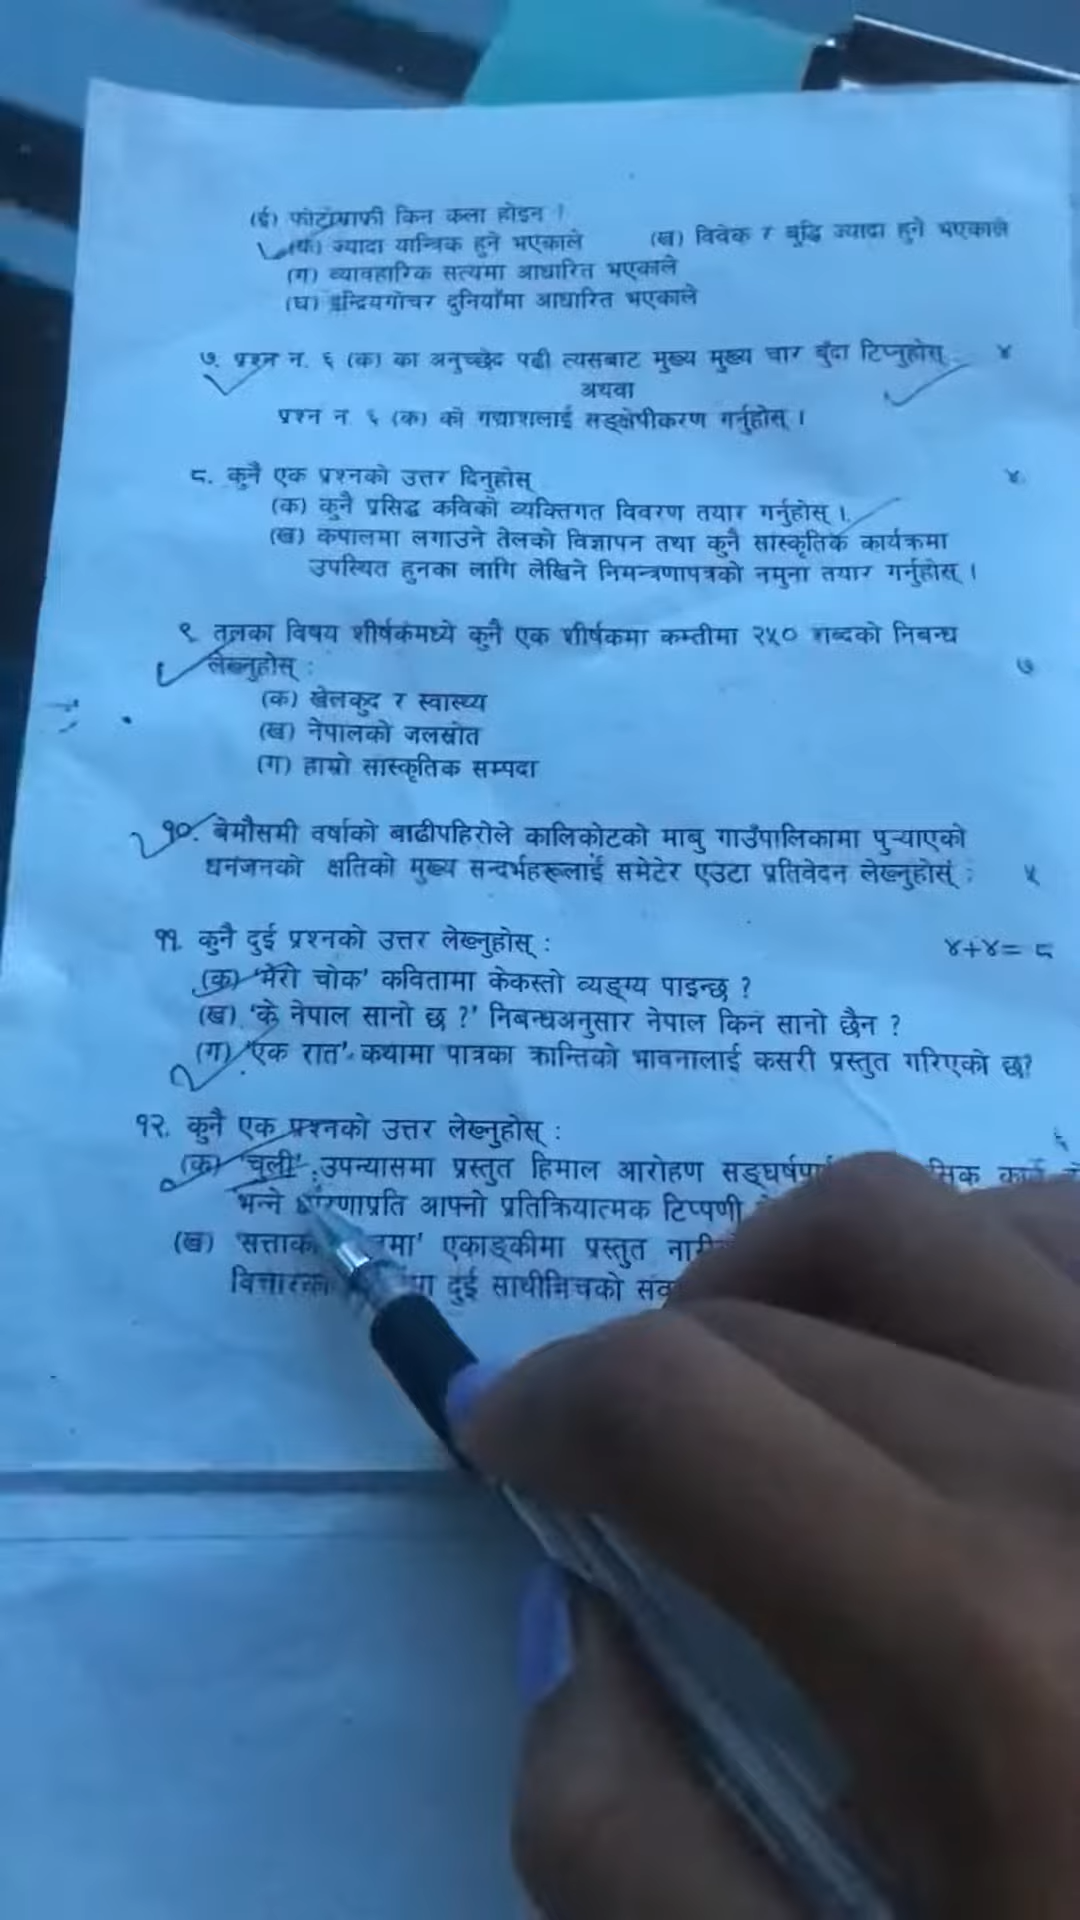 (ई) फोटोग्राफी किन कला होइन ।
(क) ज्यादा यान्त्रिक हुने भएकाले (ख) विवेक र बुद्धि ज्यादा हुने भएकाले
(ग) व्यावहारिक सत्यमा आधारित भएकाले
(घ) इन्द्रियगोचर दुनियाँमा आधारित भएकाले
७. प्रश्न न. ६ (क) का अनुच्छेद पढी त्यसबाट मुख्य मुख्य चार बुँदा टिप्नुहोस् ४
अथवा
प्रश्न न ६ (क) को गद्यांशलाई सङ्क्षेपीकरण गर्नुहोस् ।
८. कुनै एक प्रश्नको उत्तर दिनुहोस् ४
(क) कुनै प्रसिद्ध कविको व्यक्तिगत विवरण तयार गर्नुहोस् ।
(ख) कपालमा लगाउने तेलको विज्ञापन तथा कुनै सांस्कृतिक कार्यक्रममा
उपस्थित हुनका लागि लेखिने निमन्त्रणापत्रको नमुना तयार गर्नुहोस् ।
९ तलका विषय शीर्षकमध्ये कुनै एक शीर्षकमा कम्तीमा २५० शब्दको निबन्ध
लेख्नुहोस् : ७
(क) खेलकुद र स्वास्थ्य
(ख) नेपालको जलस्रोत
(ग) हाम्रो सांस्कृतिक सम्पदा
१०. बेमौसमी वर्षाको बाढीपहिरोले कालिकोटको माबु गाउँपालिकामा पुऱ्याएको
धनजनको क्षतिको मुख्य सन्दर्भहरूलाई समेटेर एउटा प्रतिवेदन लेख्नुहोस् : ५
११. कुनै दुई प्रश्नको उत्तर लेख्नुहोस् : ४+४= ८
(क) 'मेरो चोक' कवितामा केकस्तो व्यङ्ग्य पाइन्छ ?
(ख) 'के नेपाल सानो छ ?' निबन्धअनुसार नेपाल किन सानो छैन ?
(ग) 'एक रात' कथामा पात्रका क्रान्तिको भावनालाई कसरी प्रस्तुत गरिएको छ?
१२. कुनै एक प्रश्नको उत्तर लेख्नुहोस् :
(क) 'चुली' उपन्यासमा प्रस्तुत हिमाल आरोहण
भन्ने धारणाप्रति आफ्नो प्रतिक्रियात्मक टिप्पणी
(ख) एकाङ्कीमा प्रस्तुत
दुई साथीबिचको